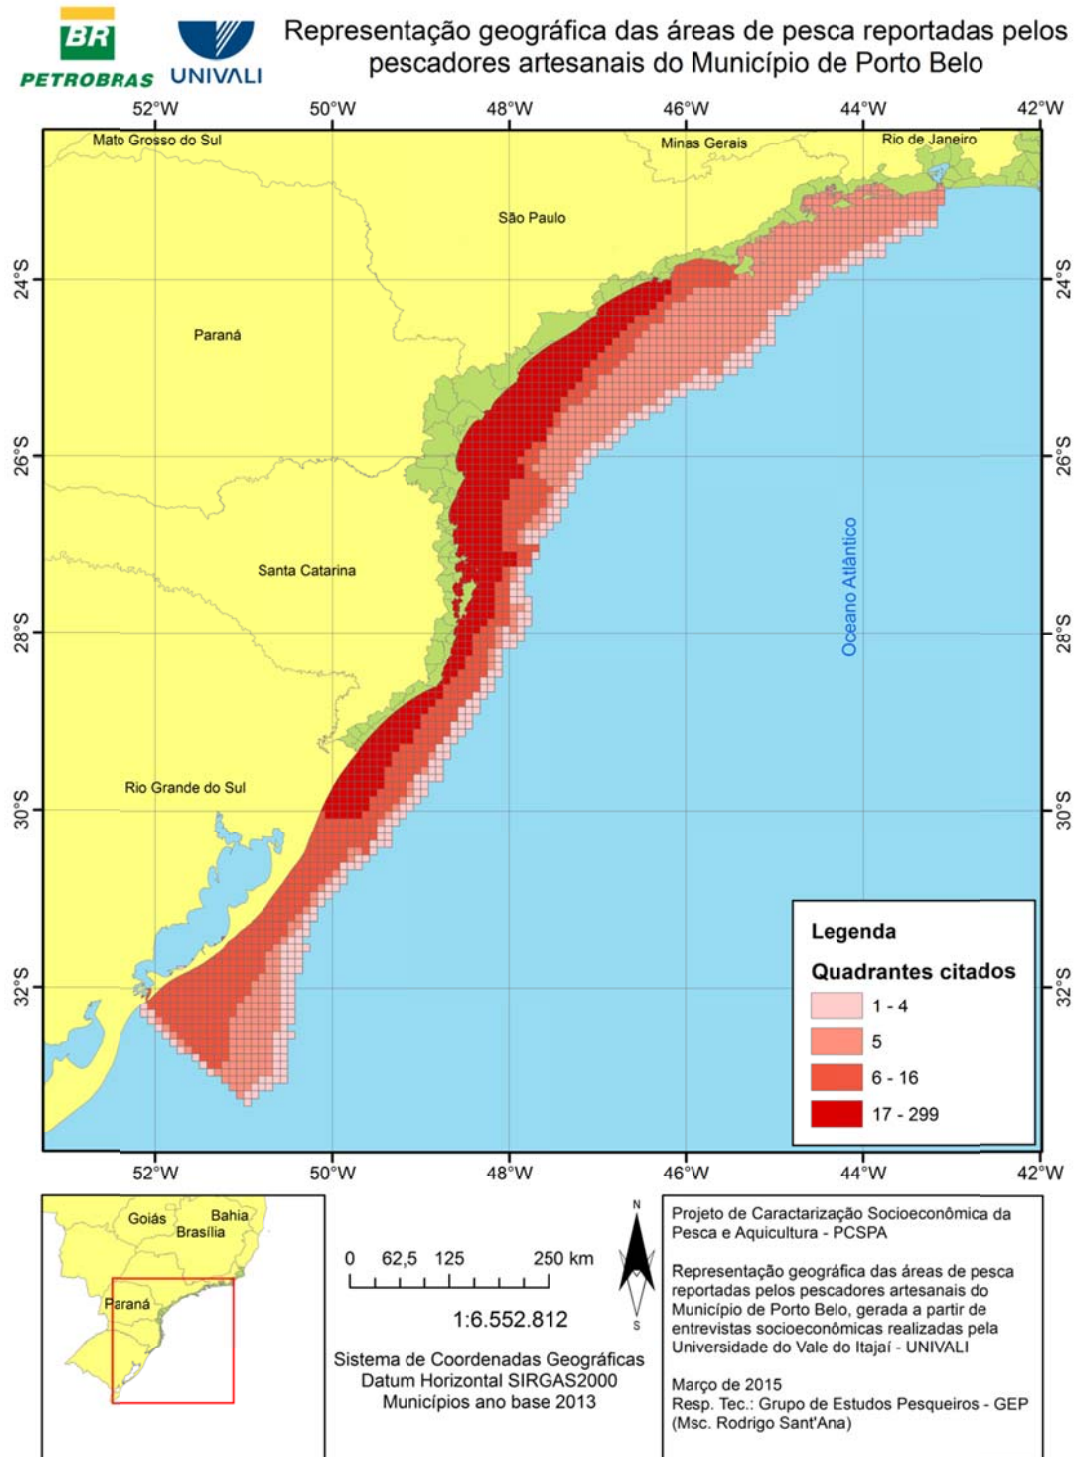 BR
PETROBRAS
UNIVALI
Representação geográfica das áreas de pesca reportadas pelos
pescadores artesanais do Município de Porto Belo
52°W 50°W 48°W 46°W 44°W 42°W
Mato Grosso do Sul
Minas Gerais
Rio de Janeiro
São Paulo
24°S
24°S
Paraná
26°S
26°S
Santa Catarina
Oceano Atlântico
28°S
28°S
Rio Grande do Sul
30°S
30°S
32°S
32°S
Legenda
Quadrantes citados
1 - 4
5
6 - 16
17 - 299
52°W 50°W 48°W 46°W 44°W 42°W
Goiás
Bahia
Brasília
Paraná
0 62,5 125 250 km
1:6.552.812
Sistema de Coordenadas Geográficas
Datum Horizontal SIRGAS2000
Municípios ano base 2013
N
S
Projeto de Caractarização Socioeconômica da
Pesca e Aquicultura - PCSPA
Representação geográfica das áreas de pesca
reportadas pelos pescadores artesanais do
Município de Porto Belo, gerada a partir de
entrevistas socioeconômicas realizadas pela
Universidade do Vale do Itajaí - UNIVALI
Março de 2015
Resp. Tec.: Grupo de Estudos Pesqueiros - GEP
(Msc. Rodrigo Sant'Ana)